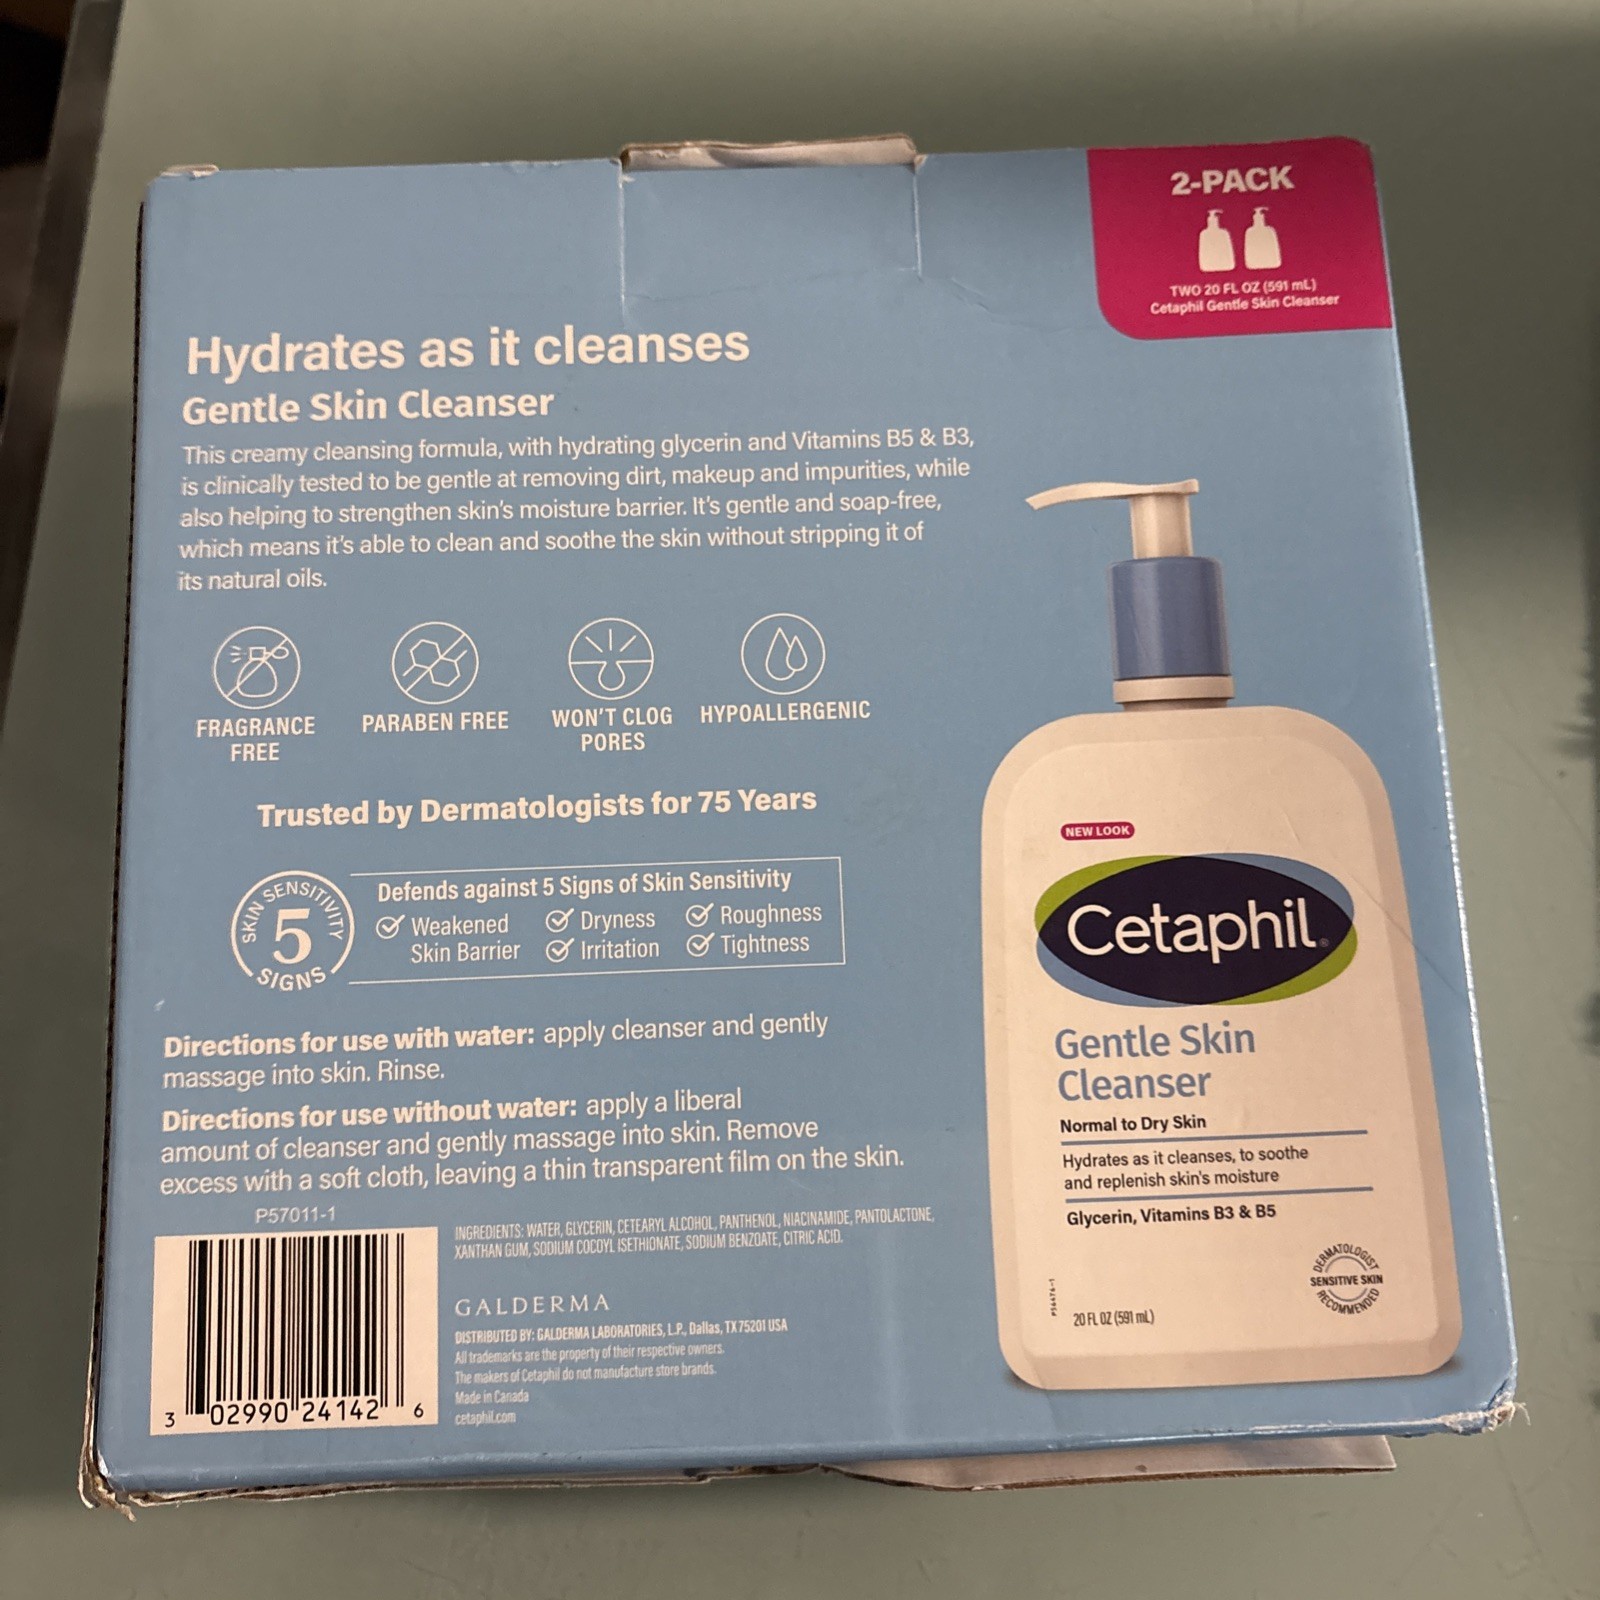 2-PACK
TWO 20 FL OZ (591 mL)
Cetaphil Gentle Skin Cleanser
Hydrates as it cleanses
Gentle Skin Cleanser
This creamy cleansing formula, with hydrating glycerin and Vitamins B5 & B3,
is clinically tested to be gentle at removing dirt, makeup and impurities, while
also helping to strengthen skin's moisture barrier. It's gentle and soap-free,
which means it's able to clean and soothe the skin without stripping it of
its natural oils.
FRAGRANCE
FREE
PARABEN FREE
WON'T CLOG
PORES
HYPOALLERGENIC
Trusted by Dermatologists for 75 Years
SKIN SENSITIVITY
5
SIGNS
Defends against 5 Signs of Skin Sensitivity
Weakened
Skin Barrier
Dryness
Irritation
Roughness
Tightness
Directions for use with water: apply cleanser and gently
massage into skin. Rinse.
Directions for use without water: apply a liberal
amount of cleanser and gently massage into skin. Remove
excess with a soft cloth, leaving a thin transparent film on the skin.
P57011-1
3 02990 24142 6
INGREDIENTS: WATER, GLYCERIN, CETEARYL ALCOHOL, PANTHENOL, NIACINAMIDE, PANTOLACTONE,
XANTHAN GUM, SODIUM COCOYL ISETHIONATE, SODIUM BENZOATE, CITRIC ACID.
GALDERMA
DISTRIBUTED BY: GALDERMA LABORATORIES, L.P., Dallas, TX 75201 USA
All trademarks are the property of their respective owners.
The makers of Cetaphil do not manufacture store brands.
Made in Canada
cetaphil.com
NEW LOOK
Cetaphil®
Gentle Skin
Cleanser
Normal to Dry Skin
Hydrates as it cleanses, to soothe
and replenish skin's moisture
Glycerin, Vitamins B3 & B5
DERMATOLOGIST
SENSITIVE SKIN
RECOMMENDED
20 FL OZ (591 mL)